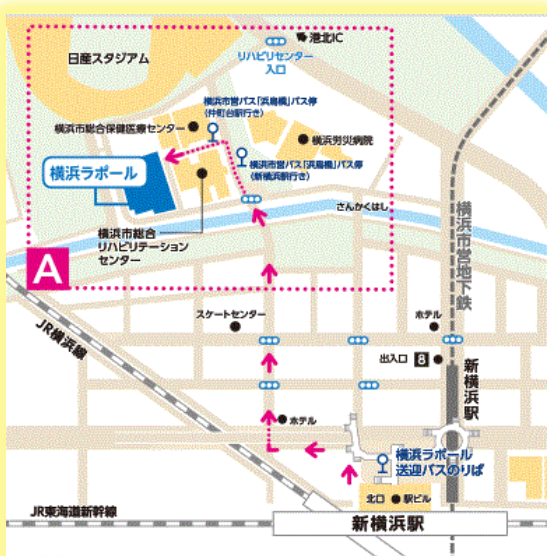 日産スタジアム
港北IC
リハビリセンター
入口
横浜市営バス「浜鳥橋」バス停
(仲町台駅行き)
横浜市総合保健医療センター
横浜労災病院
横浜市営バス「浜鳥橋」バス停
(新横浜駅行き)
横浜ラポール
さんかくはし
横浜市総合
リハビリテーション
センター
A
横浜市営地下鉄
スケートセンター
ホテル
JR横浜線
出入口 8
新横浜駅
ホテル
横浜ラポール
送迎バスのりば
北口
駅ビル
JR東海道新幹線
新横浜駅